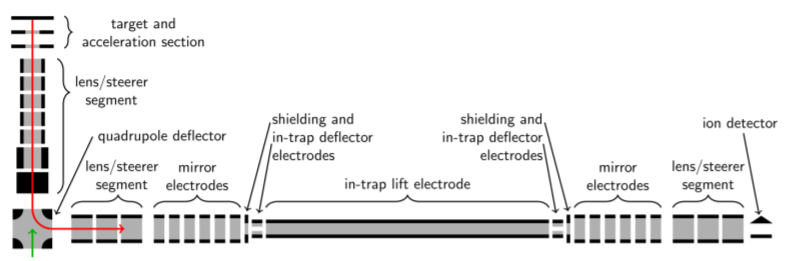 target and
acceleration section
lens/steerer
segment
quadrupole deflector
lens/steerer
segment
mirror
electrodes
shielding and
in-trap deflector
electrodes
in-trap lift electrode
shielding and
in-trap deflector
electrodes
mirror
electrodes
lens/steerer
segment
ion detector